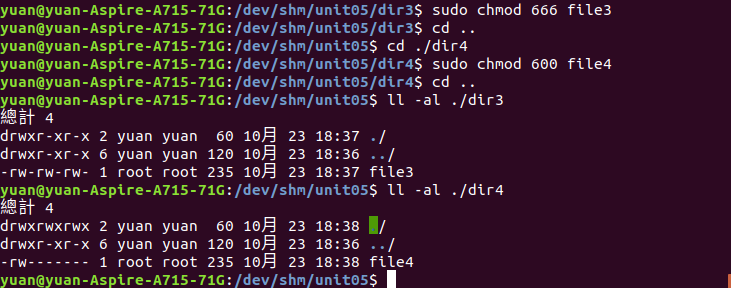 yuan@yuan-Aspire-A715-71G:/dev/shm/unit05/dir3$ sudo chmod 666 file3
yuan@yuan-Aspire-A715-71G:/dev/shm/unit05/dir3$ cd ..
yuan@yuan-Aspire-A715-71G:/dev/shm/unit05$ cd ./dir4
yuan@yuan-Aspire-A715-71G:/dev/shm/unit05/dir4$ sudo chmod 600 file4
yuan@yuan-Aspire-A715-71G:/dev/shm/unit05/dir4$ cd ..
yuan@yuan-Aspire-A715-71G:/dev/shm/unit05$ ll -al ./dir3
總計 4
drwxr-xr-x 2 yuan yuan  60 10月 23 18:37 ./
drwxr-xr-x 6 yuan yuan 120 10月 23 18:36 ../
-rw-rw-rw- 1 root root 235 10月 23 18:37 file3
yuan@yuan-Aspire-A715-71G:/dev/shm/unit05$ ll -al ./dir4
總計 4
drwxrwxrwx 2 yuan yuan  60 10月 23 18:38 ./
drwxr-xr-x 6 yuan yuan 120 10月 23 18:36 ../
-rw------- 1 root root 235 10月 23 18:38 file4
yuan@yuan-Aspire-A715-71G:/dev/shm/unit05$